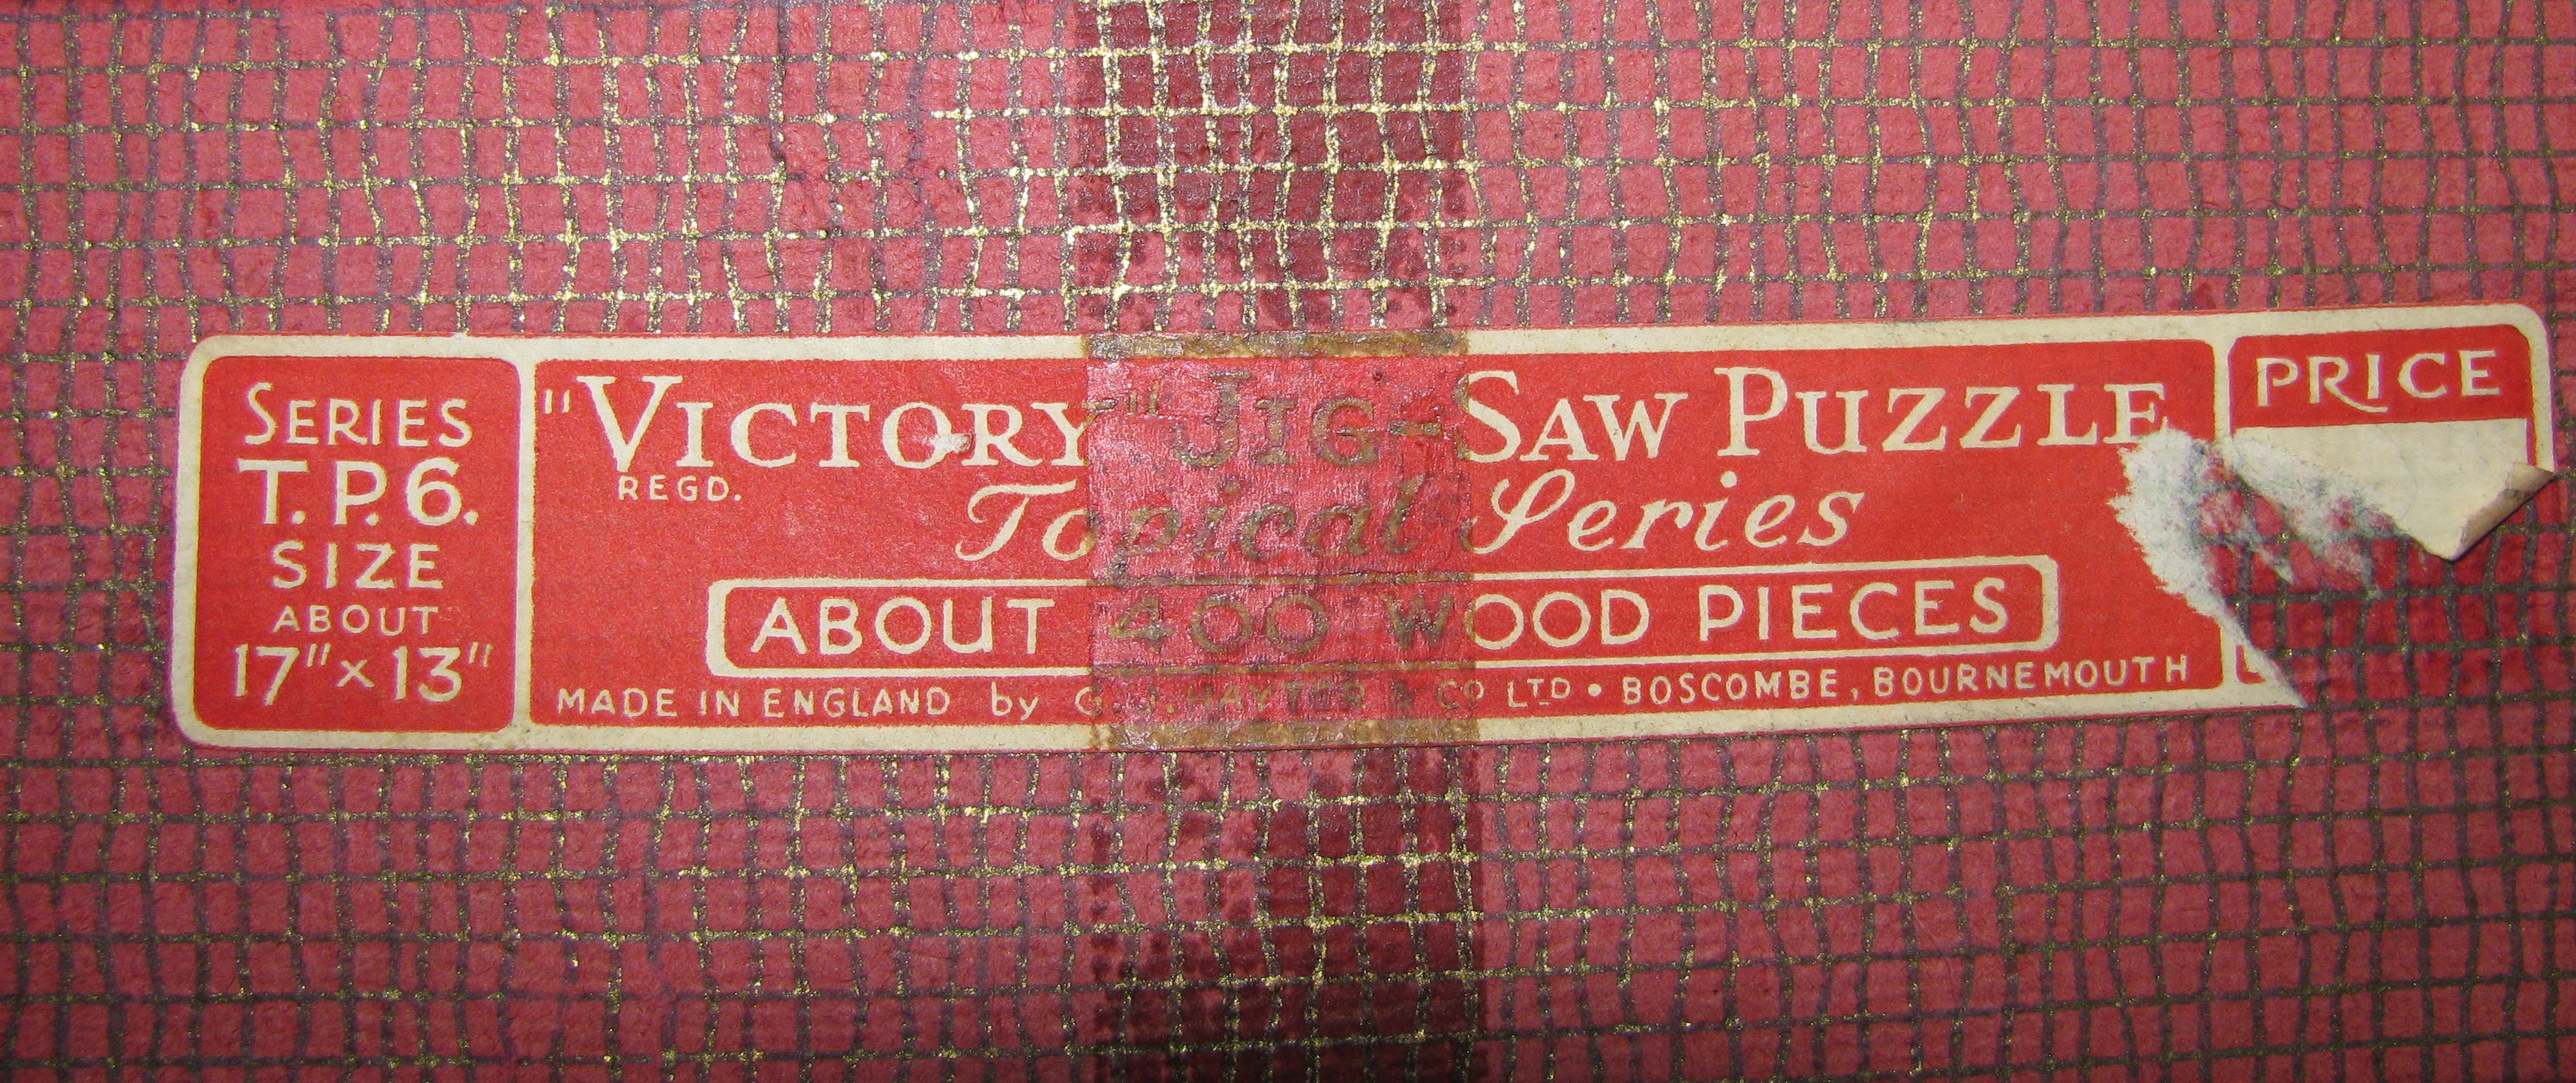 SERIES
T.P.6.
SIZE
ABOUT
17" x 13"
"VICTORY" JIG-SAW PUZZLE
REGD.
Topical Series
ABOUT 400 WOOD PIECES
MADE IN ENGLAND by G. J. HAYTER & CO LTD • BOSCOMBE, BOURNEMOUTH
PRICE